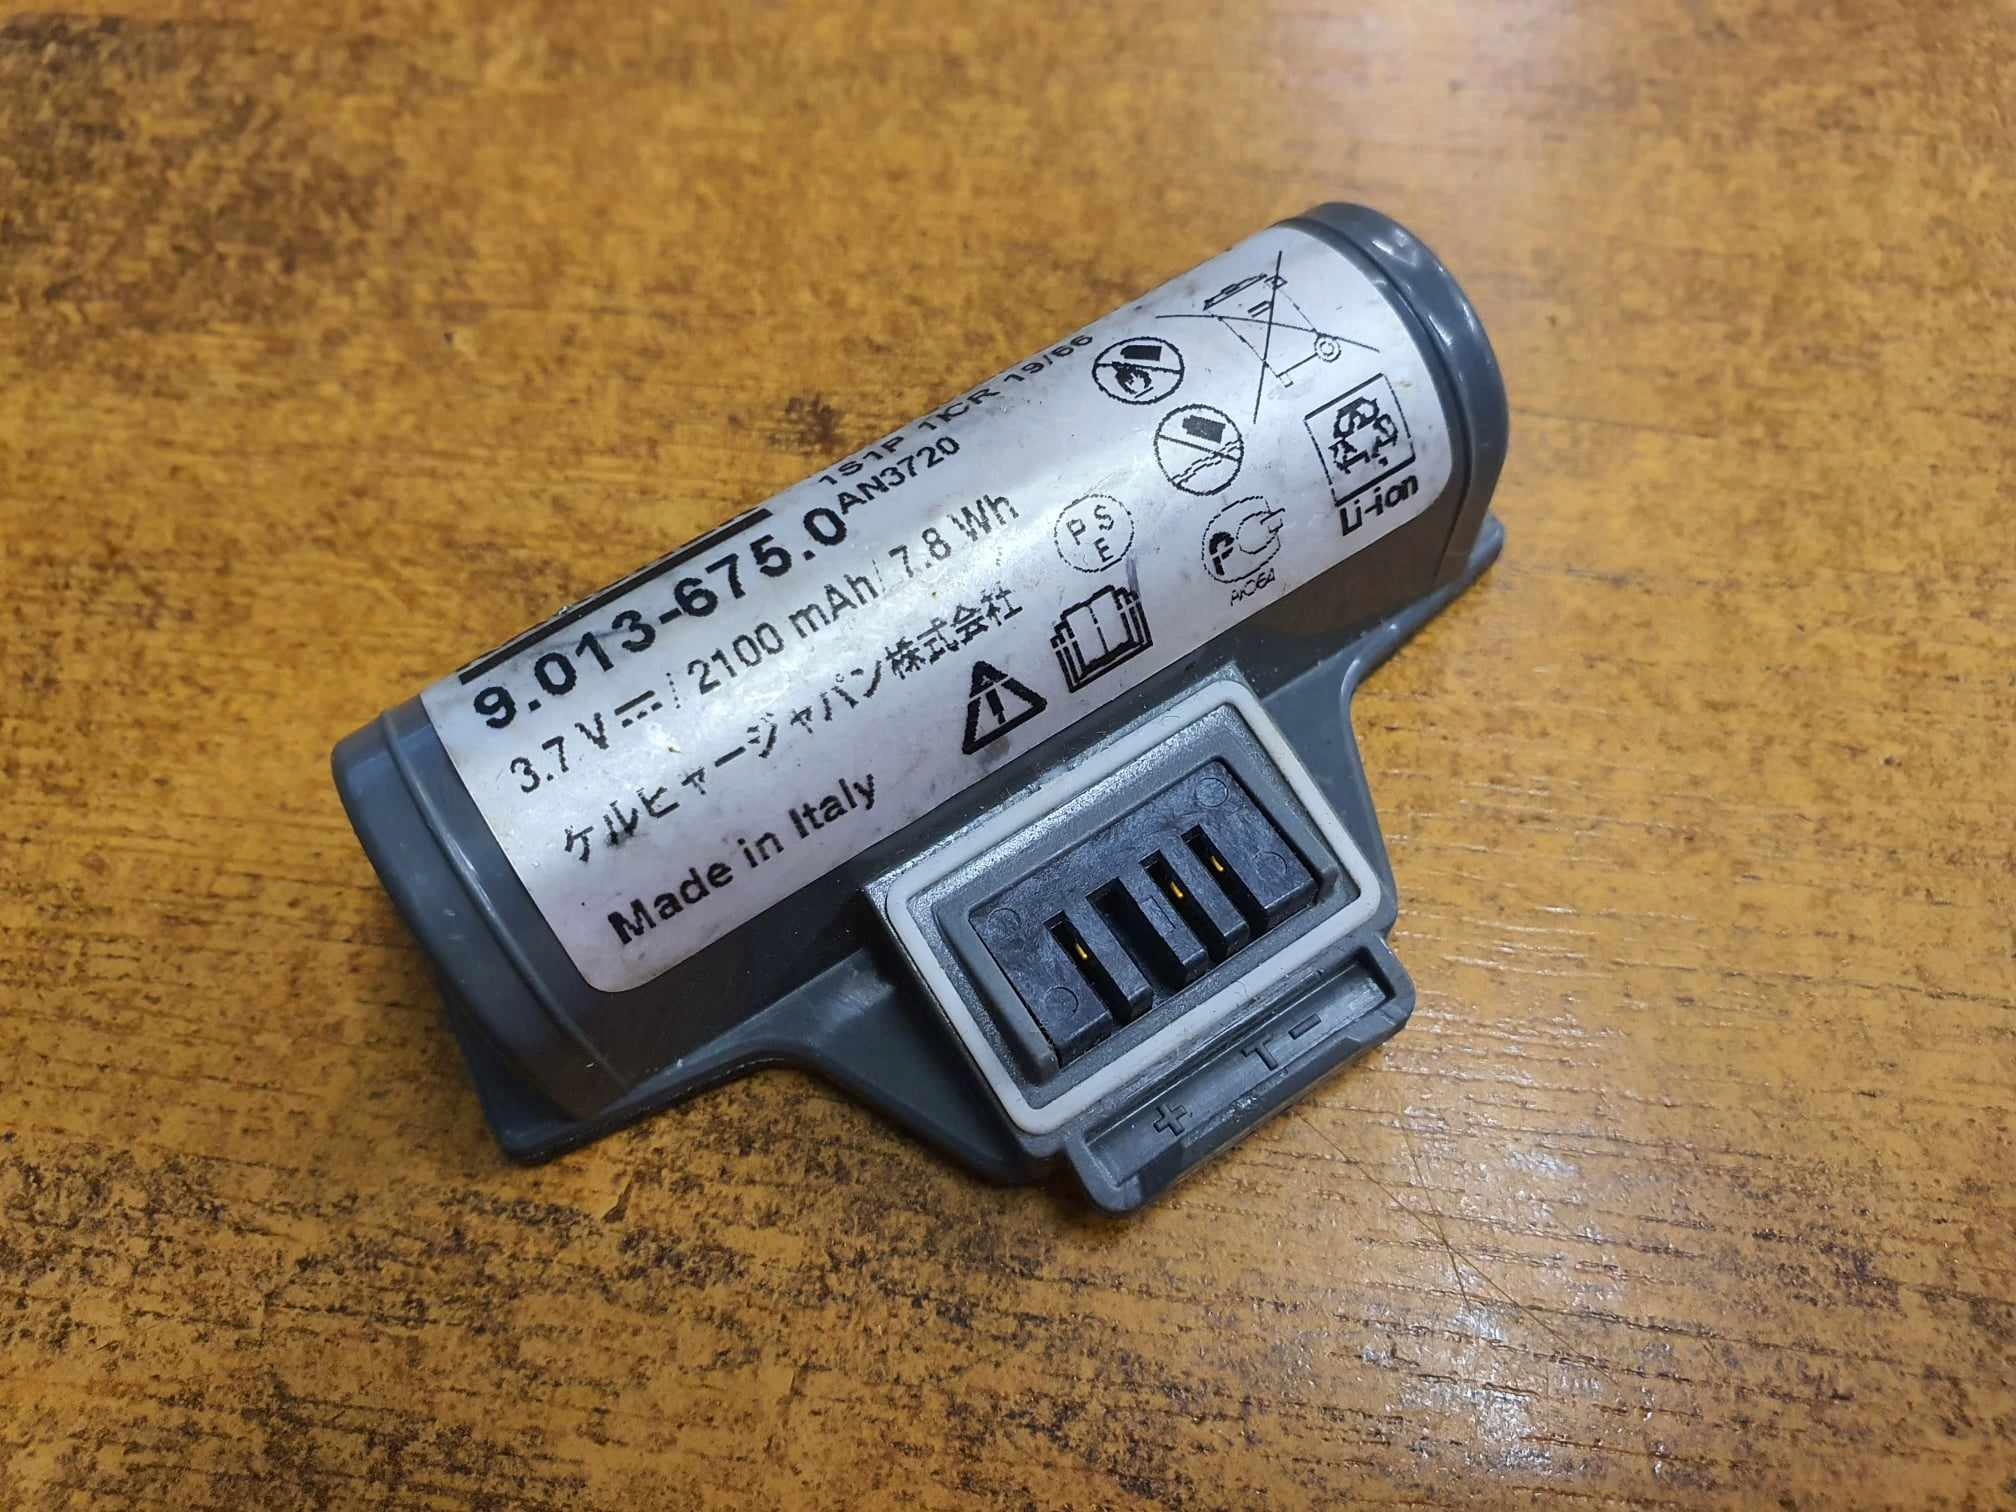 1S1P 1ICR 19/66
9.013-675.0 AN3720
3.7 V ⎓ / 2100 mAh/ 7.8 Wh
ケルヒャージャパン株式会社
Made in Italy
PSE
Li-ion
+ T -